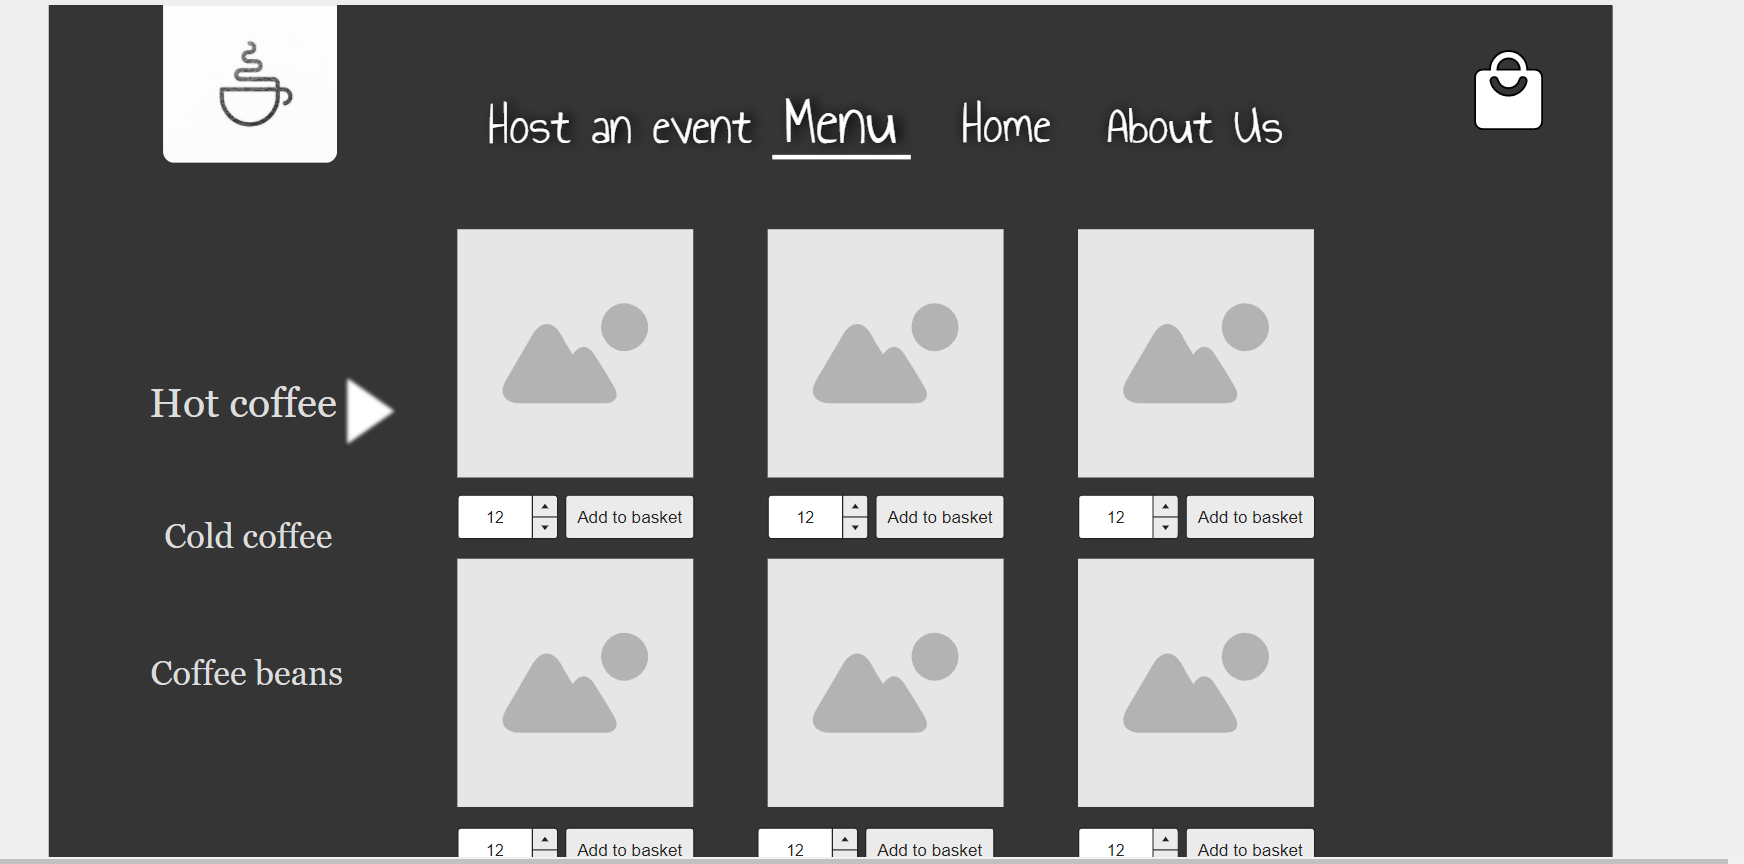 Host an event Menu Home About Us
Hot coffee
Cold coffee
Coffee beans
12 Add to basket 12 Add to basket 12 Add to basket
12 Add to basket 12 Add to basket 12 Add to basket